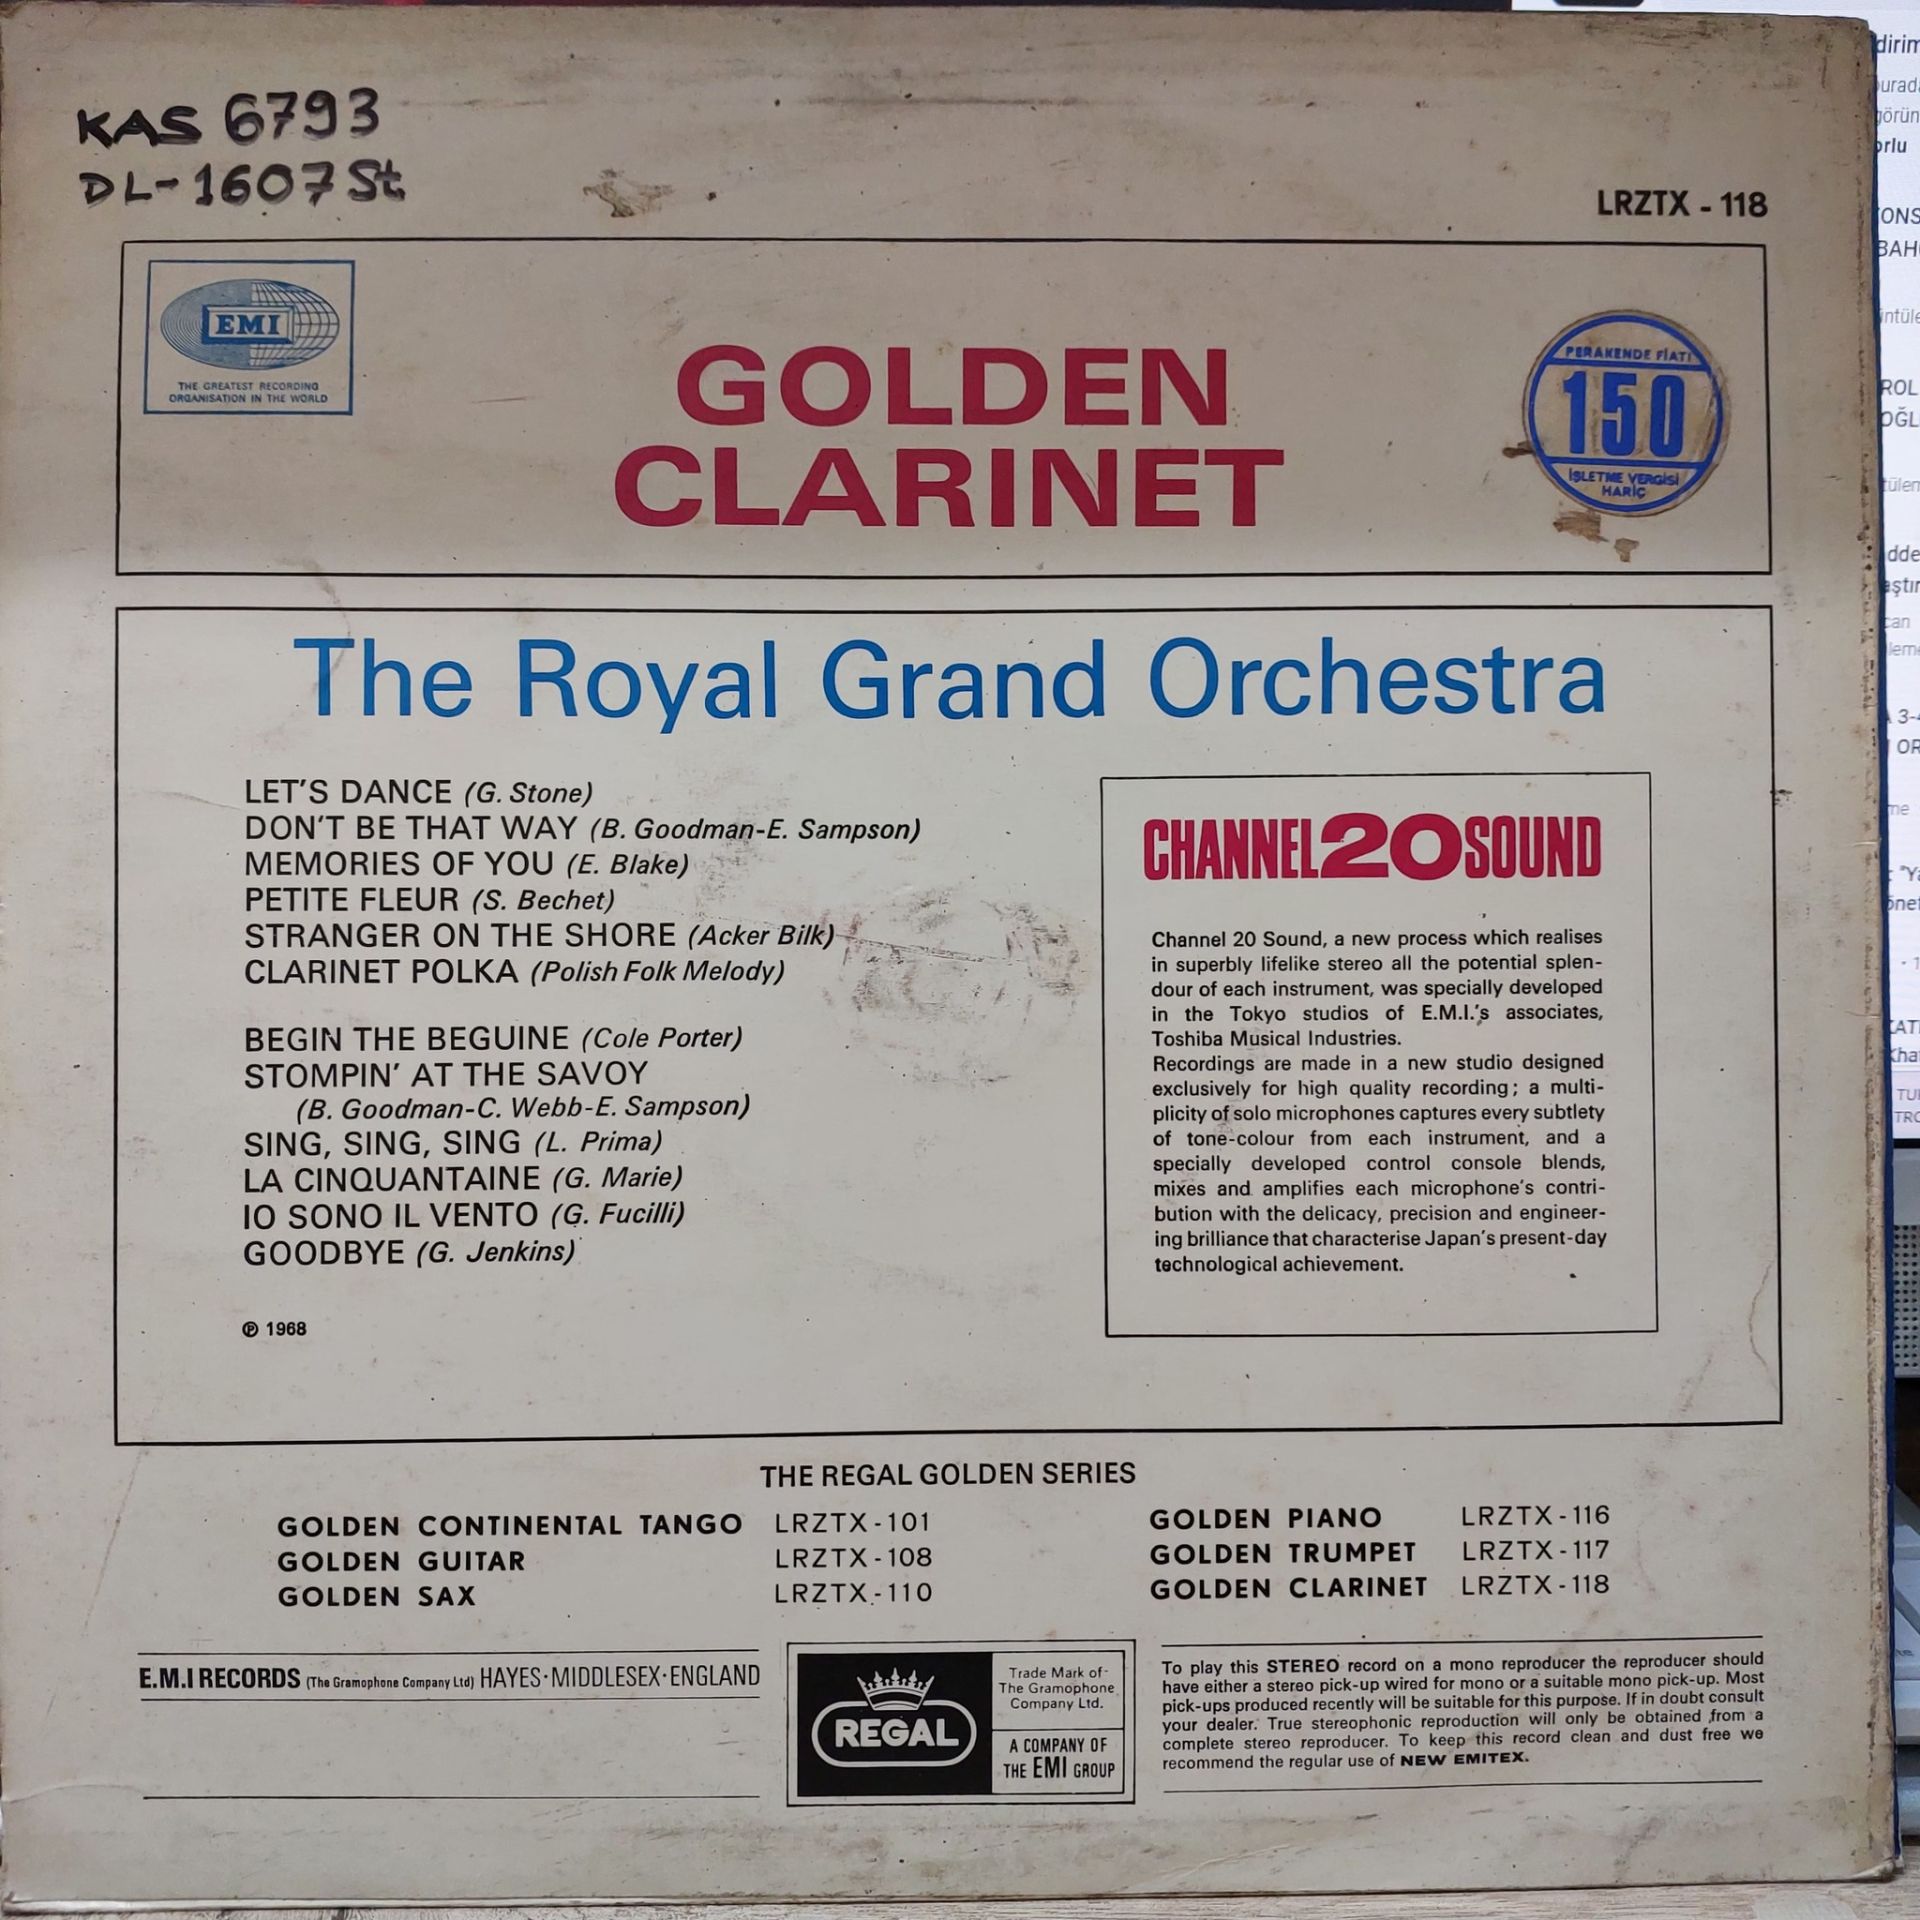 KAS 6793
DL-1607 St
LRZTX - 118
EMI
THE GREATEST RECORDING
ORGANISATION IN THE WORLD
GOLDEN
CLARINET
PERAKENDE FİATI
150
İŞLETME VERGİSİ
HARİÇ
The Royal Grand Orchestra
LET'S DANCE (G. Stone)
DON'T BE THAT WAY (B. Goodman-E. Sampson)
MEMORIES OF YOU (E. Blake)
PETITE FLEUR (S. Bechet)
STRANGER ON THE SHORE (Acker Bilk)
CLARINET POLKA (Polish Folk Melody)
BEGIN THE BEGUINE (Cole Porter)
STOMPIN' AT THE SAVOY
(B. Goodman-C. Webb-E. Sampson)
SING, SING, SING (L. Prima)
LA CINQUANTAINE (G. Marie)
IO SONO IL VENTO (G. Fucilli)
GOODBYE (G. Jenkins)
℗ 1968
CHANNEL 20 SOUND
Channel 20 Sound, a new process which realises
in superbly lifelike stereo all the potential splen-
dour of each instrument, was specially developed
in the Tokyo studios of E.M.I.'s associates,
Toshiba Musical Industries.
Recordings are made in a new studio designed
exclusively for high quality recording; a multi-
plicity of solo microphones captures every subtlety
of tone-colour from each instrument, and a
specially developed control console blends,
mixes and amplifies each microphone's contri-
bution with the delicacy, precision and engineer-
ing brilliance that characterise Japan's present-day
technological achievement.
THE REGAL GOLDEN SERIES
GOLDEN CONTINENTAL TANGO LRZTX-101
GOLDEN GUITAR LRZTX-108
GOLDEN SAX LRZTX-110
GOLDEN PIANO LRZTX-116
GOLDEN TRUMPET LRZTX-117
GOLDEN CLARINET LRZTX-118
E.M.I RECORDS (The Gramophone Company Ltd) HAYES·MIDDLESEX·ENGLAND
REGAL
Trade Mark of
The Gramophone
Company Ltd.
A COMPANY OF
THE EMI GROUP
To play this STEREO record on a mono reproducer the reproducer should
have either a stereo pick-up wired for mono or a suitable mono pick-up. Most
pick-ups produced recently will be suitable for this purpose. If in doubt consult
your dealer. True stereophonic reproduction will only be obtained from a
complete stereo reproducer. To keep this record clean and dust free we
recommend the regular use of NEW EMITEX.